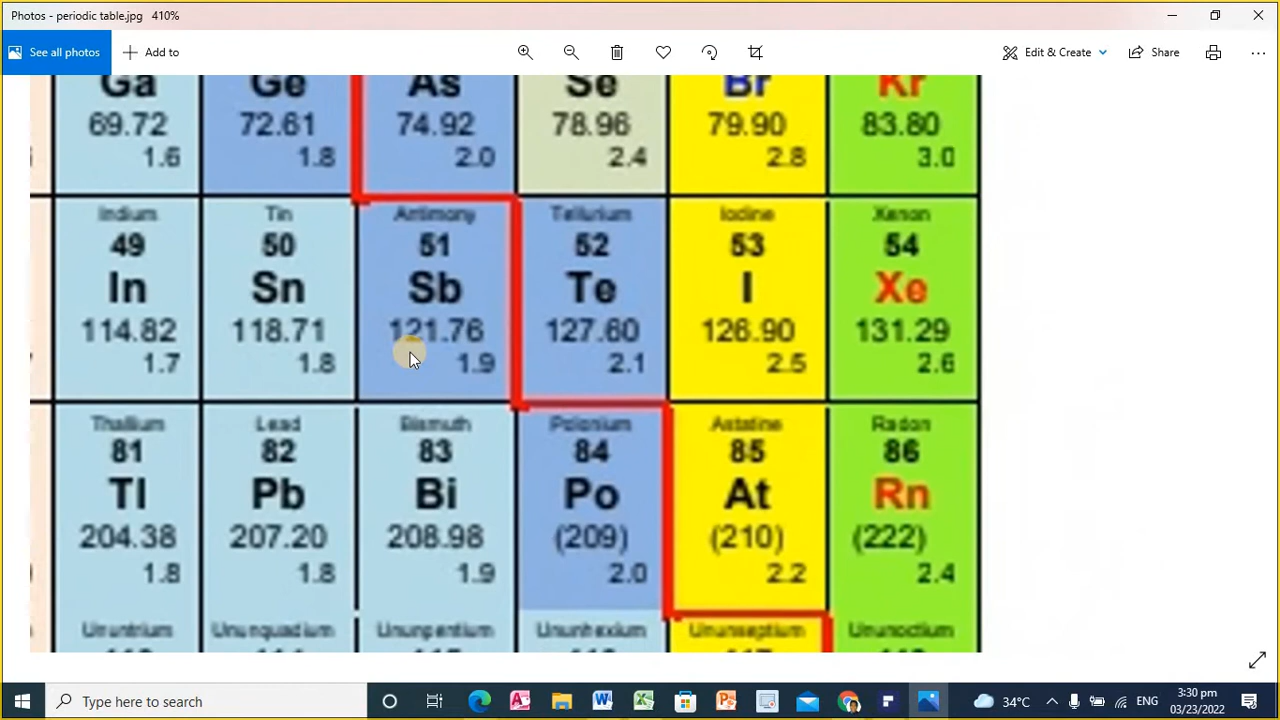 Photos - periodic table.jpg 410%
See all photos
Add to
Edit & Create
Share
Ga Ge As Se Br Kr
69.72 72.61 74.92 78.96 79.90 83.80
1.6 1.8 2.0 2.4 2.8 3.0
Indium Tin Antimony Tellurium Iodine Xenon
49 50 51 52 53 54
In Sn Sb Te I Xe
114.82 118.71 121.76 127.60 126.90 131.29
1.7 1.8 1.9 2.1 2.5 2.6
Thallium Lead Bismuth Polonium Astatine Radon
81 82 83 84 85 86
Tl Pb Bi Po At Rn
204.38 207.20 208.98 (209) (210) (222)
1.8 1.8 1.9 2.0 2.2 2.4
Ununtrium Ununquadium Ununpentium Ununhexium Ununseptium Ununoctium
Type here to search
34°C
ENG
3:30 pm
03/23/2022